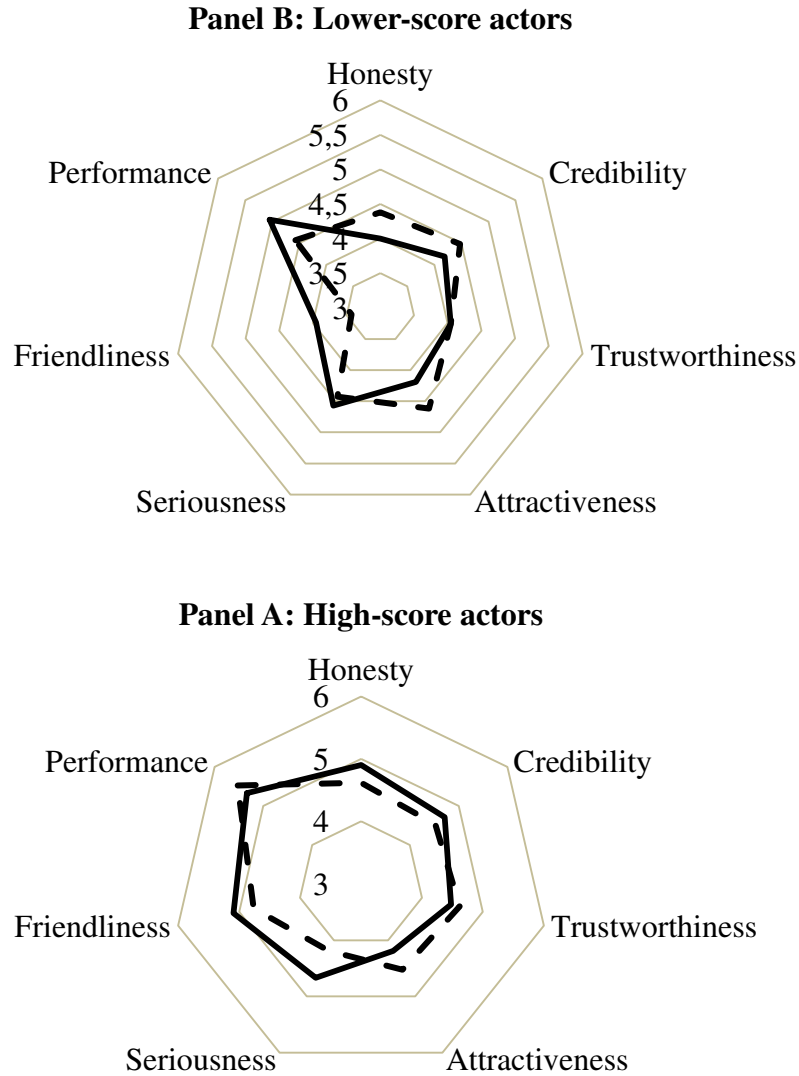 Panel B: Lower-score actors
Honesty
6
5,5
5
4,5
4
3,5
3
Performance
Credibility
Friendliness
Trustworthiness
Seriousness
Attractiveness
Panel A: High-score actors
Honesty
6
5
4
3
Performance
Credibility
Friendliness
Trustworthiness
Seriousness
Attractiveness